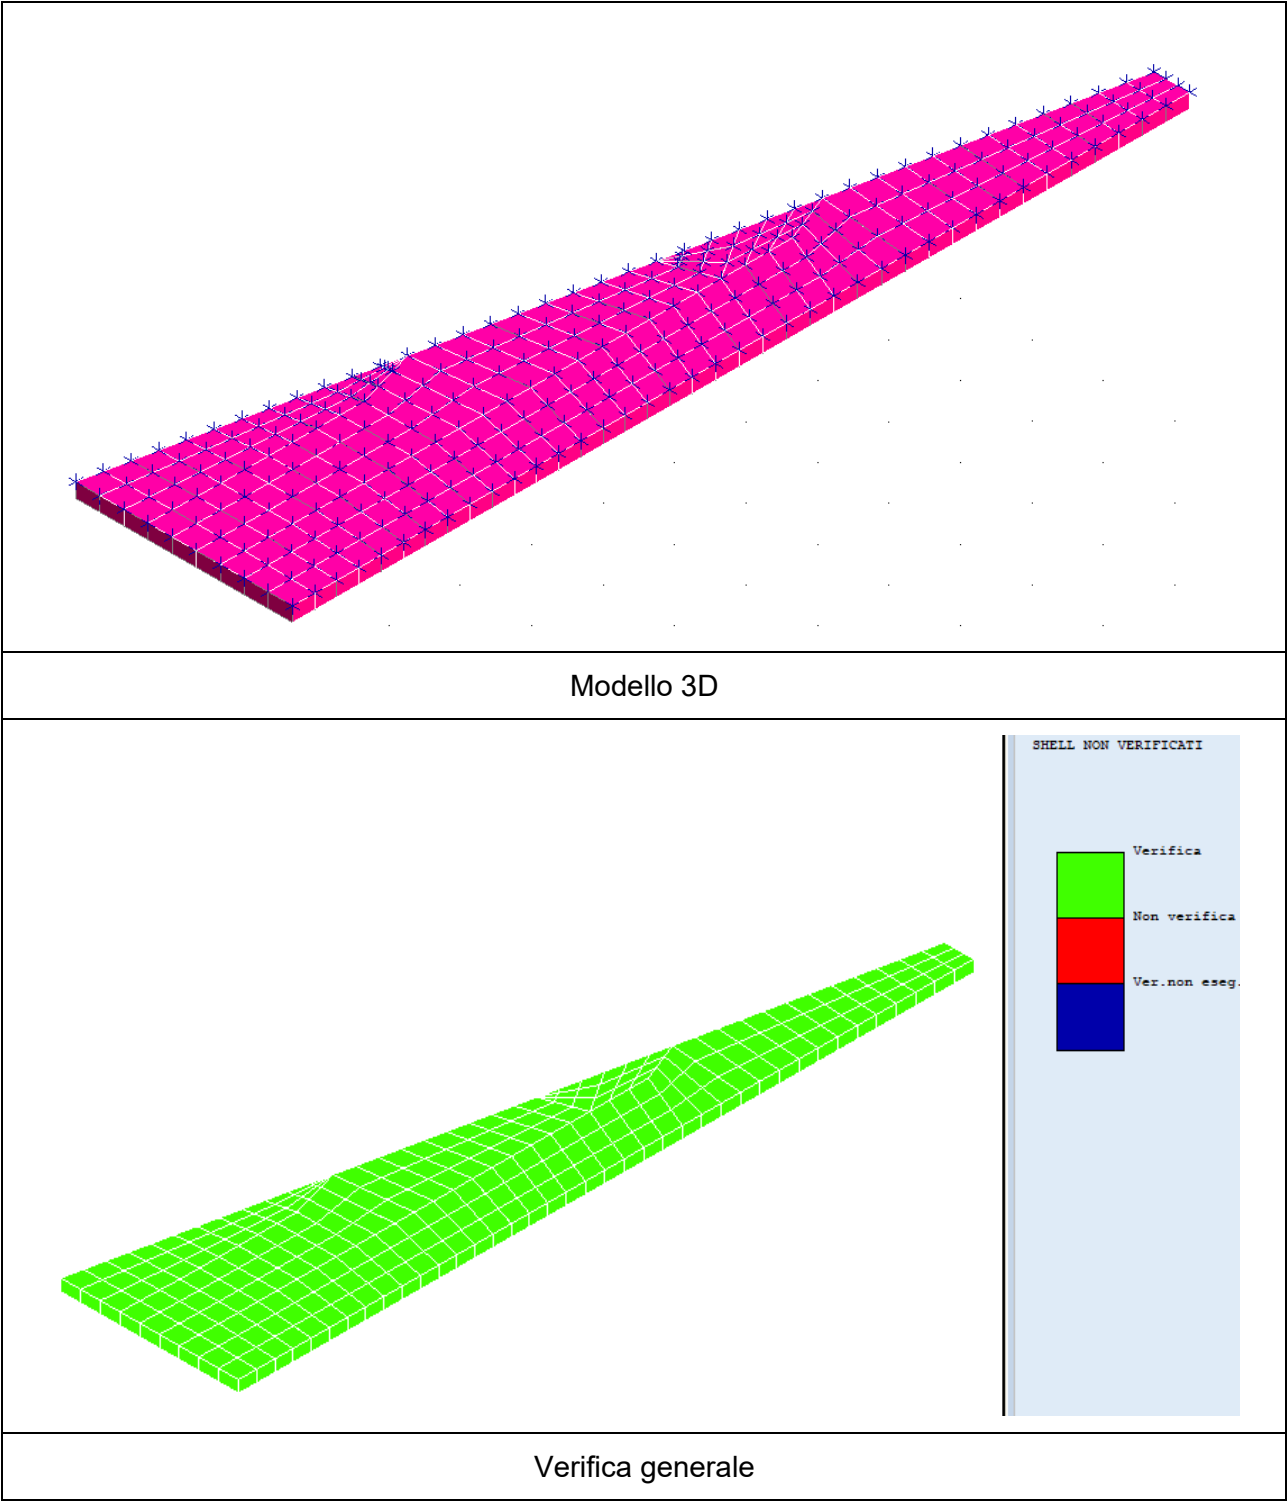 Modello 3D
SHELL NON VERIFICATI
Verifica
Non verifica
Ver.non eseg.
Verifica generale